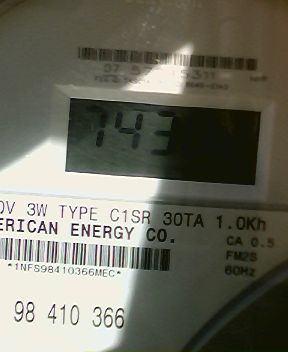 743
0V 3W TYPE C1SR 30TA 1.0Kh
ERICAN ENERGY CO.
CA 0.5
*1NFS98410366MEC*
FM2S
60Hz
98 410 366